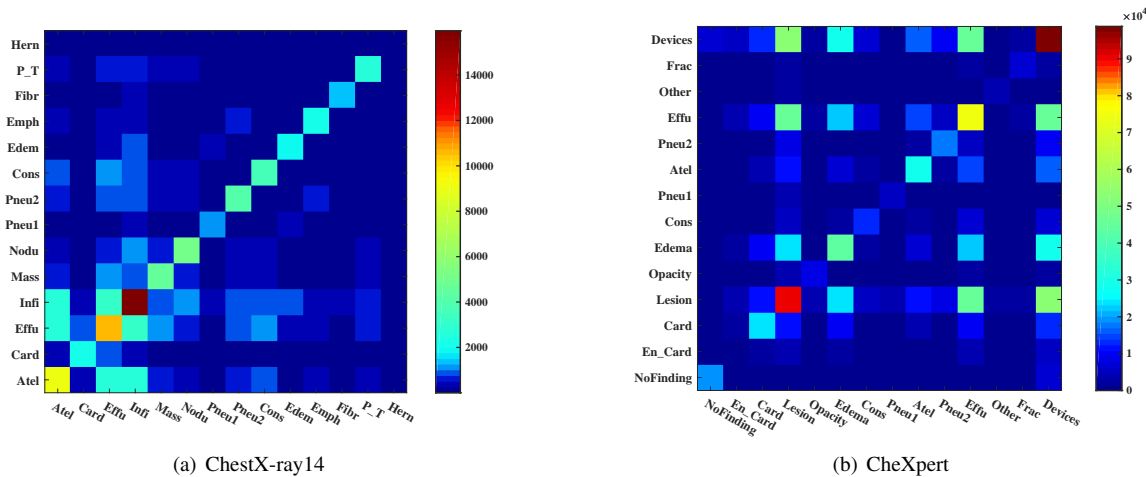 Hern
P_T
Fibr
Emph
Edem
Cons
Pneu2
Pneu1
Nodu
Mass
Infi
Effu
Card
Atel
Atel Card Effu Infi Mass Nodu Pneu1 Pneu2 Cons Edem Emph Fibr P_T Hern
14000
12000
10000
8000
6000
4000
2000
(a) ChestX-ray14
Devices
Frac
Other
Effu
Pneu2
Atel
Pneu1
Cons
Edema
Opacity
Lesion
Card
En_Card
NoFinding
NoFinding En_Card Card Lesion Opacity Edema Cons Pneu1 Atel Pneu2 Effu Other Frac Devices
×10⁴
9
8
7
6
5
4
3
2
1
0
(b) CheXpert